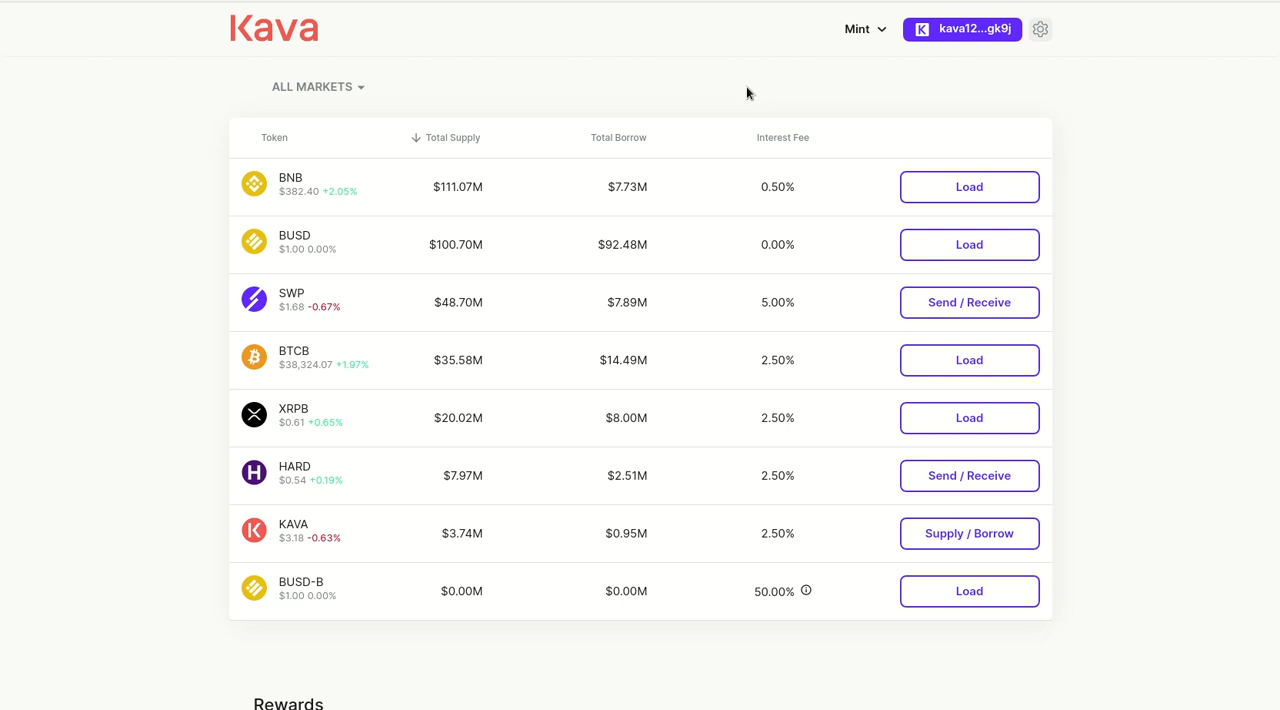 Kava
Mint
kava12...gk9j
ALL MARKETS
Token Total Supply Total Borrow Interest Fee
BNB
$382.40 +2.05%
$111.07M $7.73M 0.50% Load
BUSD
$1.00 0.00%
$100.70M $92.48M 0.00% Load
SWP
$1.68 -0.67%
$48.70M $7.89M 5.00% Send / Receive
BTCB
$38,324.07 +1.97%
$35.58M $14.49M 2.50% Load
XRPB
$0.61 +0.65%
$20.02M $8.00M 2.50% Load
HARD
$0.54 +0.19%
$7.97M $2.51M 2.50% Send / Receive
KAVA
$3.18 -0.63%
$3.74M $0.95M 2.50% Supply / Borrow
BUSD-B
$1.00 0.00%
$0.00M $0.00M 50.00% Load
Rewards